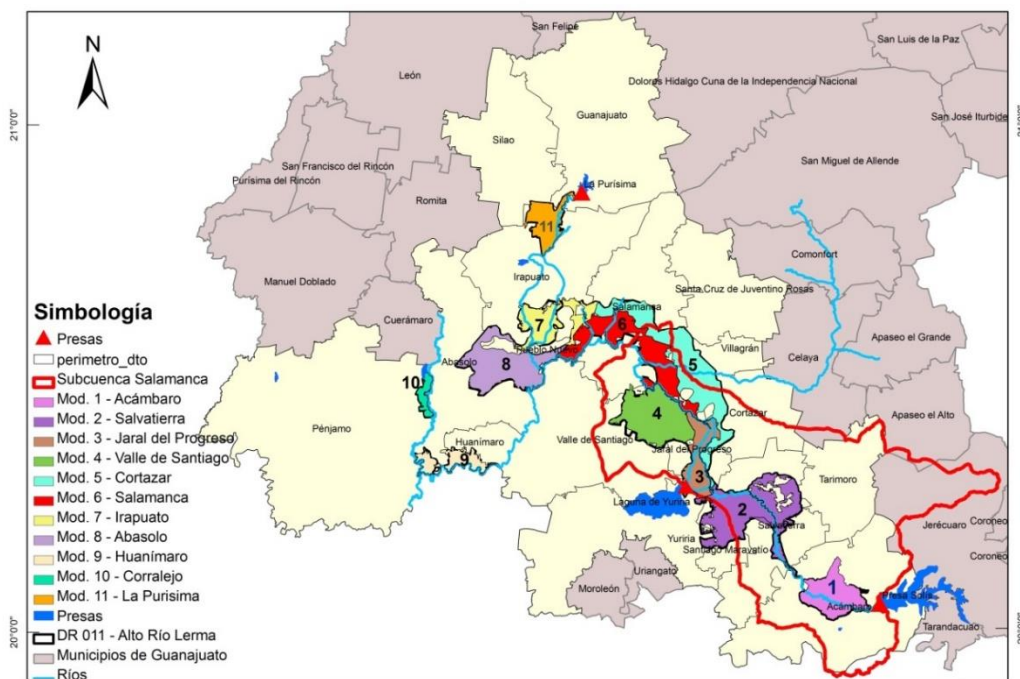 San Felipe
San Luis de la Paz
N
León
Dolores Hidalgo Cuna de la Independencia Nacional
Guanajuato
21°0'0"
San José Iturbide
Silao
San Miguel de Allende
San Francisco del Rincón
Purísima del Rincón
La Purísima
Romita
11
Comonfort
Manuel Doblado
Irapuato
Santa Cruz de Juventino Rosas
Simbología
Salamanca
Cuerámaro
7
6
Apaseo el Grande
Presas
Villagrán
Pueblo Nuevo
perimetro_dto
Abasolo
8
5
Celaya
Subcuenca Salamanca
10
Mod. 1 - Acámbaro
Mod. 2 - Salvatierra
4
Cortazar
Apaseo el Alto
Mod. 3 - Jaral del Progreso
Pénjamo
Mod. 4 - Valle de Santiago
Huanímaro
Valle de Santiago
Jaral del Progreso
Mod. 5 - Cortazar
9
Mod. 6 - Salamanca
3
Tarimoro
Mod. 7 - Irapuato
Laguna de Yuriria
2
Mod. 8 - Abasolo
Salvatierra
Jerécuaro
Coroneo
Mod. 9 - Huanímaro
Yuriria
Santiago Maravatío
Coroneo
Mod. 10 - Corralejo
Uriangato
Mod. 11 - La Purisima
Moroleón
1
Presa Solís
Presas
Acámbaro
DR 011 - Alto Río Lerma
Tarandacuao
20°0'0"
Municipios de Guanajuato
Ríos